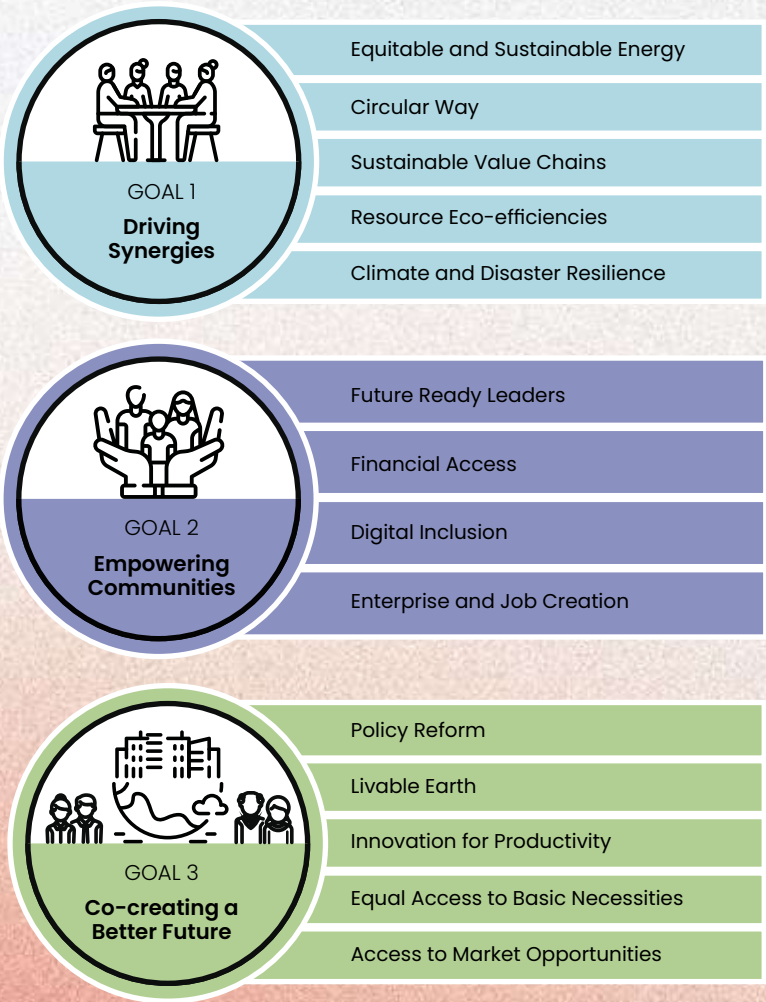 GOAL 1
Driving
Synergies
Equitable and Sustainable Energy
Circular Way
Sustainable Value Chains
Resource Eco-efficiencies
Climate and Disaster Resilience
GOAL 2
Empowering
Communities
Future Ready Leaders
Financial Access
Digital Inclusion
Enterprise and Job Creation
GOAL 3
Co-creating a
Better Future
Policy Reform
Livable Earth
Innovation for Productivity
Equal Access to Basic Necessities
Access to Market Opportunities